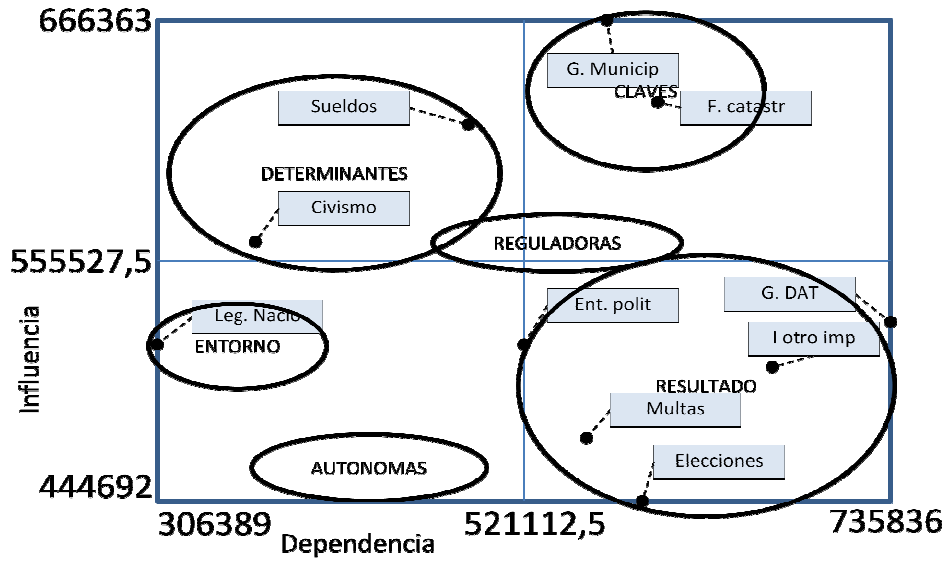 666363
G. Municip
CLAVES
F. catastr
Sueldos
DETERMINANTES
Civismo
REGULADORAS
555527,5
Influencia
Leg. Nacio
ENTORNO
Ent. polit
G. DAT
I otro imp
RESULTADO
Multas
Elecciones
AUTONOMAS
444692
306389
521112,5
735836
Dependencia